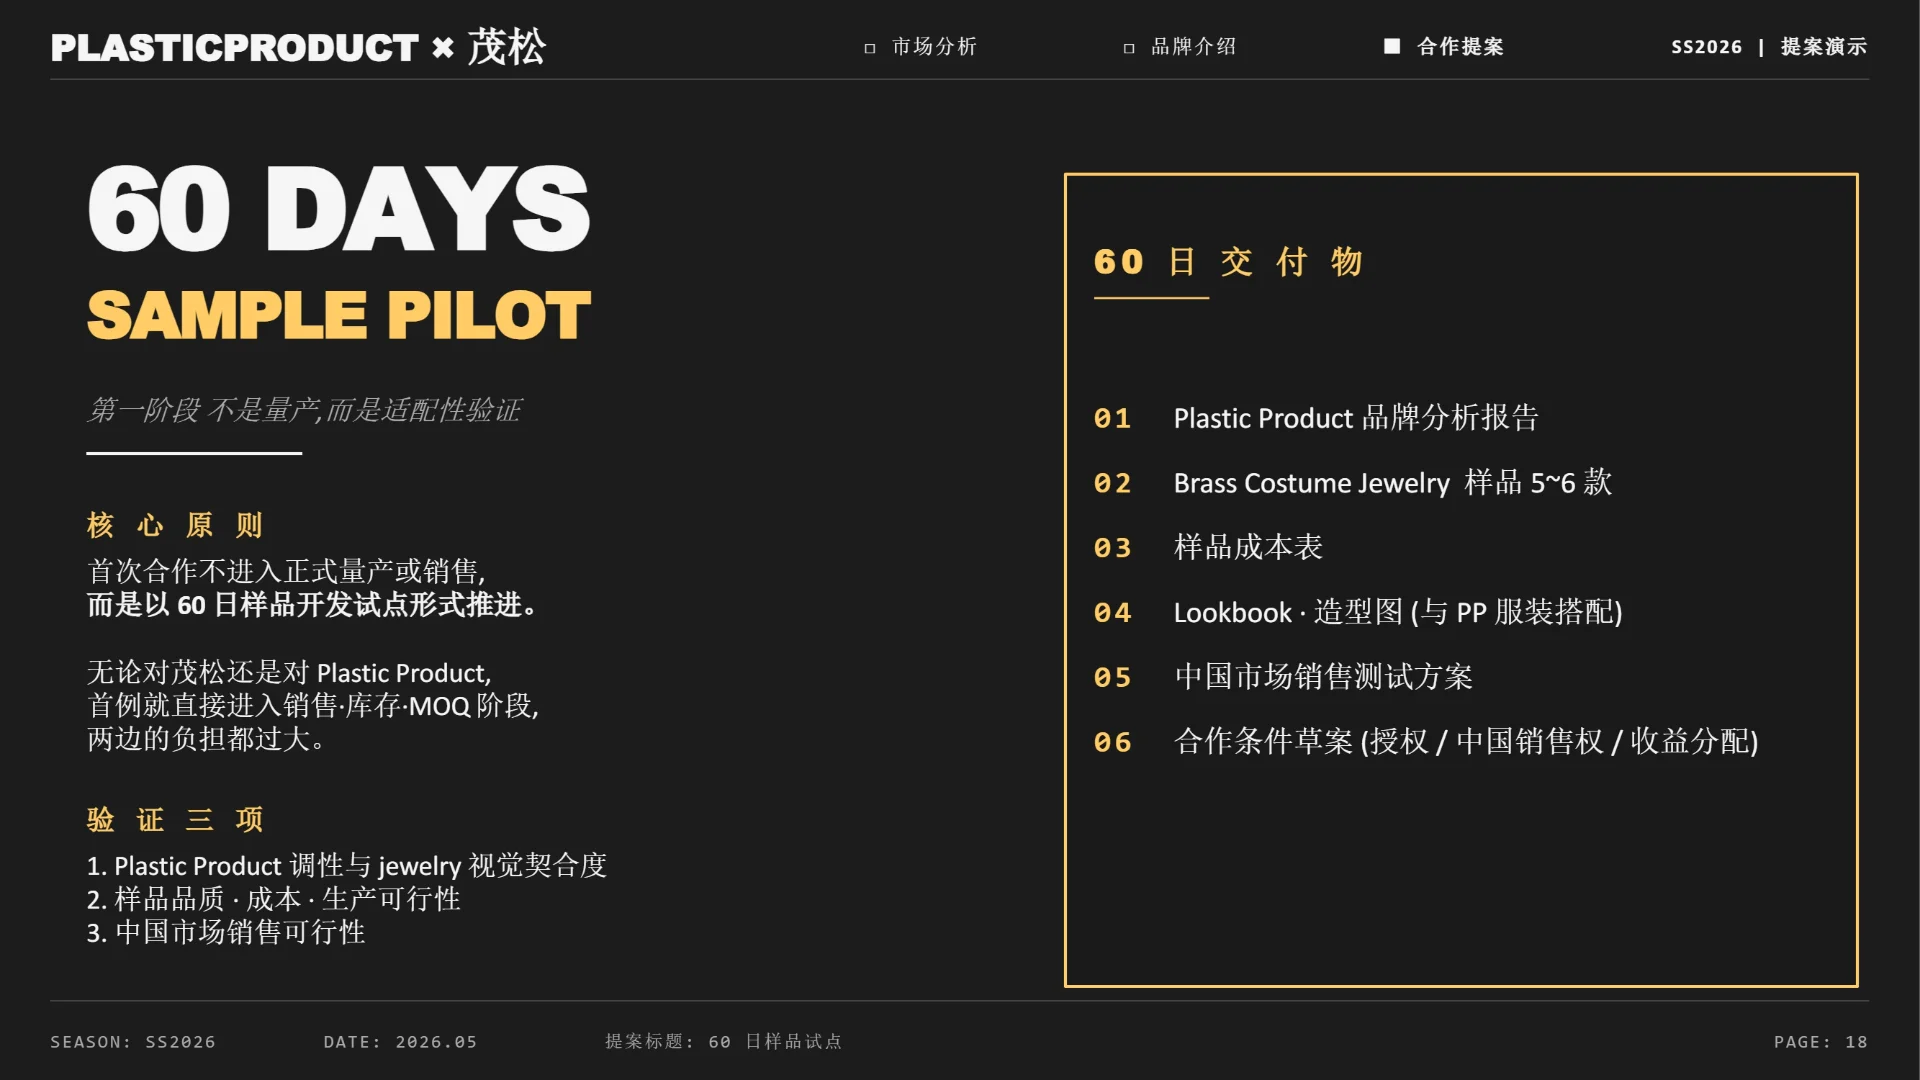 PLASTICPRODUCT ✖ 茂松
□ 市场分析
□ 品牌介绍
■ 合作提案
SS2026 | 提案演示
60 DAYS
SAMPLE PILOT
第一阶段 不是量产,而是适配性验证
核心原则
首次合作不进入正式量产或销售,
而是以 60 日样品开发试点形式推进。
无论对茂松还是对 Plastic Product,
首例就直接进入销售·库存·MOQ 阶段,
两边的负担都过大。
验证三项
1. Plastic Product 调性与 jewelry 视觉契合度
2. 样品品质 · 成本 · 生产可行性
3. 中国市场销售可行性
60 日交付物
01 Plastic Product 品牌分析报告
02 Brass Costume Jewelry 样品 5~6 款
03 样品成本表
04 Lookbook · 造型图 (与 PP 服装搭配)
05 中国市场销售测试方案
06 合作条件草案 (授权 / 中国销售权 / 收益分配)
SEASON: SS2026
DATE: 2026.05
提案标题: 60 日样品试点
PAGE: 18